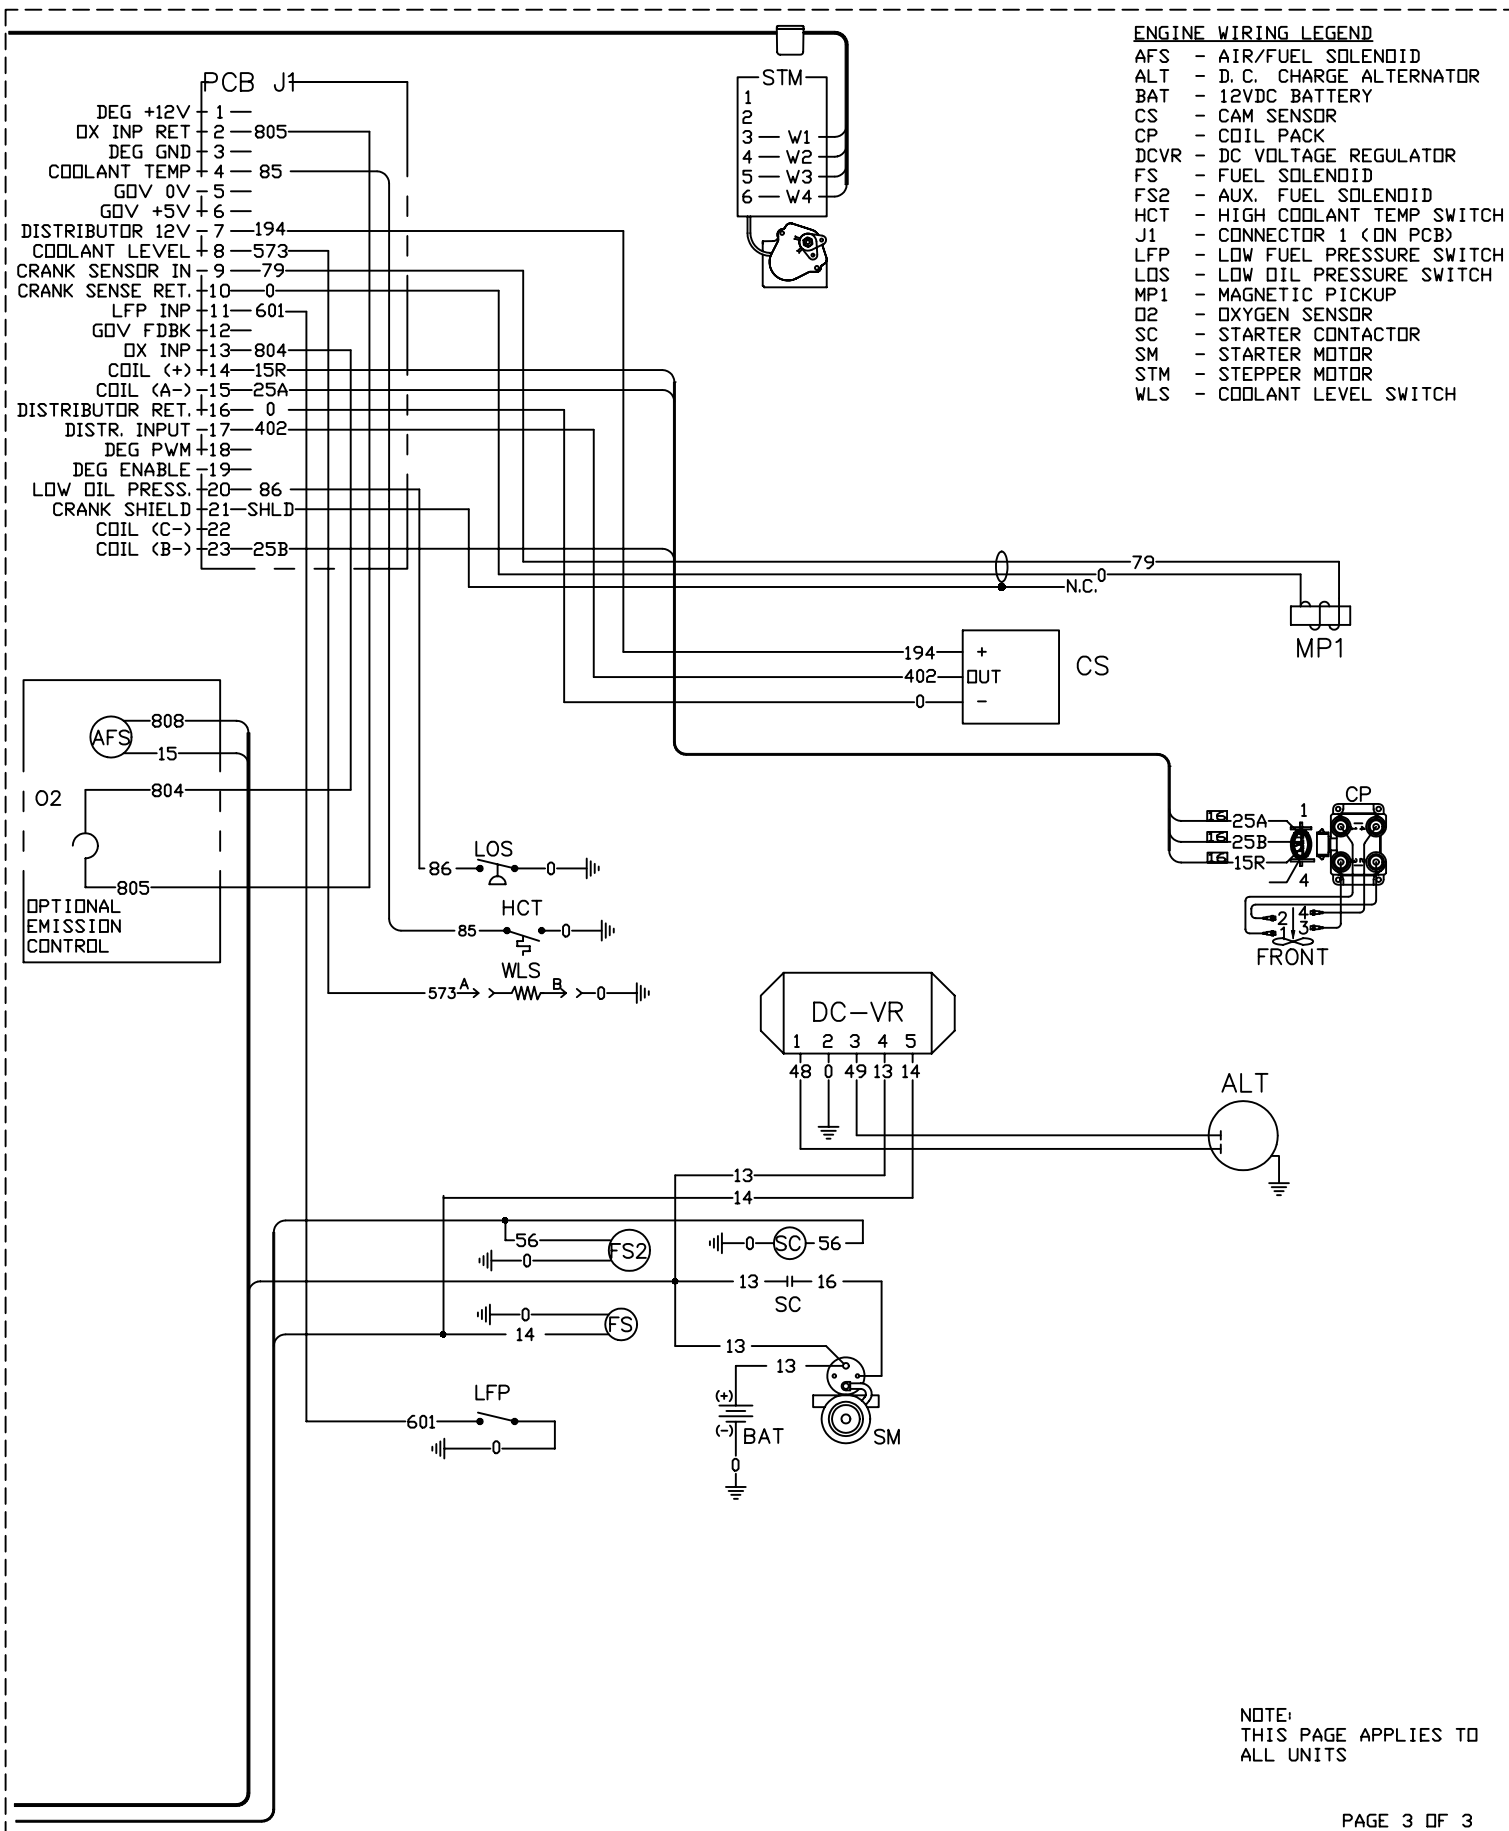 ENGINE WIRING LEGEND
AFS - AIR/FUEL SOLENOID
ALT - D.C. CHARGE ALTERNATOR
BAT - 12VDC BATTERY
CS - CAM SENSOR
CP - COIL PACK
DCVR - DC VOLTAGE REGULATOR
FS - FUEL SOLENOID
FS2 - AUX. FUEL SOLENOID
HCT - HIGH COOLANT TEMP SWITCH
J1 - CONNECTOR 1 (ON PCB)
LFP - LOW FUEL PRESSURE SWITCH
LOS - LOW OIL PRESSURE SWITCH
MP1 - MAGNETIC PICKUP
O2 - OXYGEN SENSOR
SC - STARTER CONTACTOR
SM - STARTER MOTOR
STM - STEPPER MOTOR
WLS - COOLANT LEVEL SWITCH
PCB J1
DEG +12V 1
OX INP RET 2 805
DEG GND 3
COOLANT TEMP 4 85
GOV 0V 5
GOV +5V 6
DISTRIBUTOR 12V 7 194
COOLANT LEVEL 8 573
CRANK SENSOR IN 9 79
CRANK SENSE RET. 10 0
LFP INP 11 601
GOV FDBK 12
OX INP 13 804
COIL (+) 14 15R
COIL (A-) 15 25A
DISTRIBUTOR RET. 16 0
DISTR. INPUT 17 402
DEG PWM 18
DEG ENABLE 19
LOW OIL PRESS. 20 86
CRANK SHIELD 21 SHLD
COIL (C-) 22
COIL (B-) 23 25B
STM
1
2
3 W1
4 W2
5 W3
6 W4
79
0
N.C.
MP1
194 +
402 OUT
0 -
CS
AFS
808
15
O2
804
805
OPTIONAL
EMISSION
CONTROL
CP
1
16 25A
16 25B
16 15R
4
2 4
1 3
FRONT
LOS
86 0
HCT
85 0
WLS
573 A B 0
DC-VR
1 2 3 4 5
48 0 49 13 14
ALT
13
14
56
0
FS2
0 SC 56
13 16
SC
0
14
FS
13
13
(+)
(-)
BAT
0
SM
LFP
601
0
NOTE:
THIS PAGE APPLIES TO
ALL UNITS
PAGE 3 OF 3